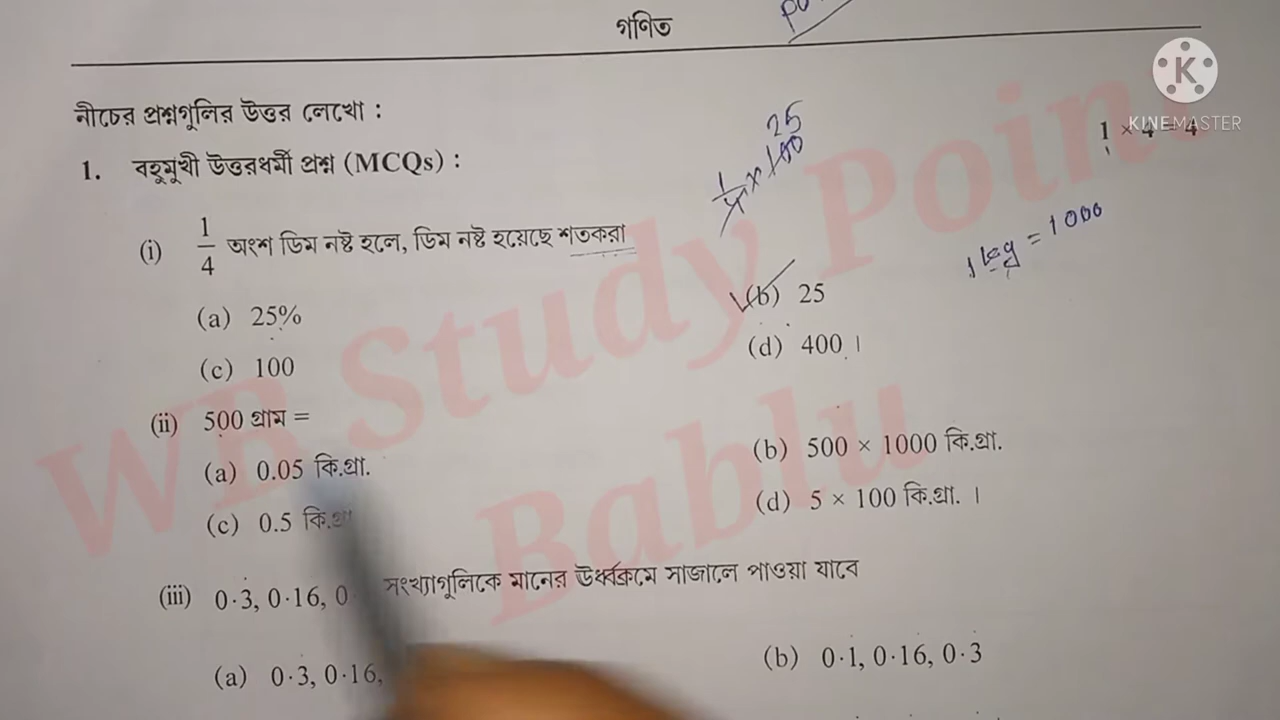 গণিত
KINEMASTER
নীচের প্রশ্নগুলির উত্তর লেখো :
1 × 4 = 4
1. বহুমুখী উত্তরধর্মী প্রশ্ন (MCQs) :
1/4 × 100 25
1 kg = 1000
(i) 1/4 অংশ ডিম নষ্ট হলে, ডিম নষ্ট হয়েছে শতকরা
(a) 25% (b) 25
(c) 100 (d) 400 ।
(ii) 500 গ্রাম =
(a) 0.05 কি.গ্রা. (b) 500 × 1000 কি.গ্রা.
(c) 0.5 কি.গ্রা (d) 5 × 100 কি.গ্রা. ।
(iii) 0·3̇, 0·16, 0 সংখ্যাগুলিকে মানের ঊর্ধ্বক্রমে সাজালে পাওয়া যাবে
(a) 0·3̇, 0·16, (b) 0·1̇, 0·16̇, 0·3̇
WB Study Point
Bablu